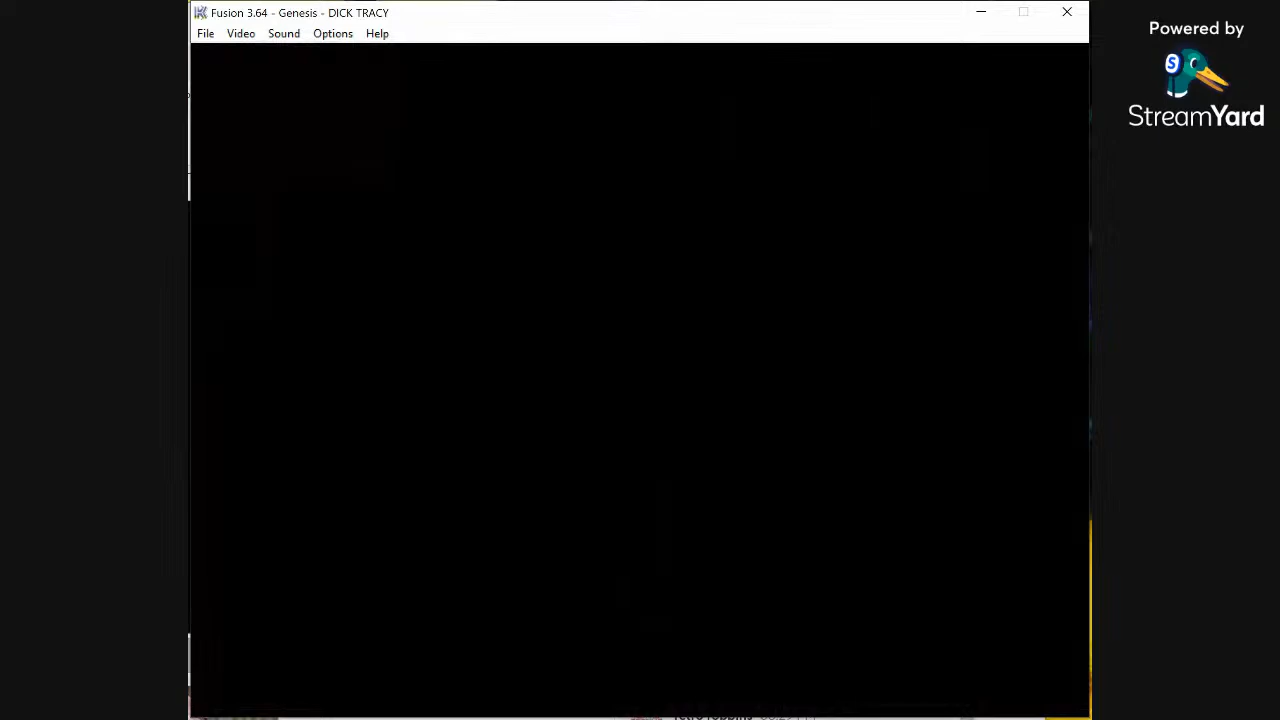 Fusion 3.64 - Genesis - DICK TRACY
File Video Sound Options Help
Powered by
S
StreamYard